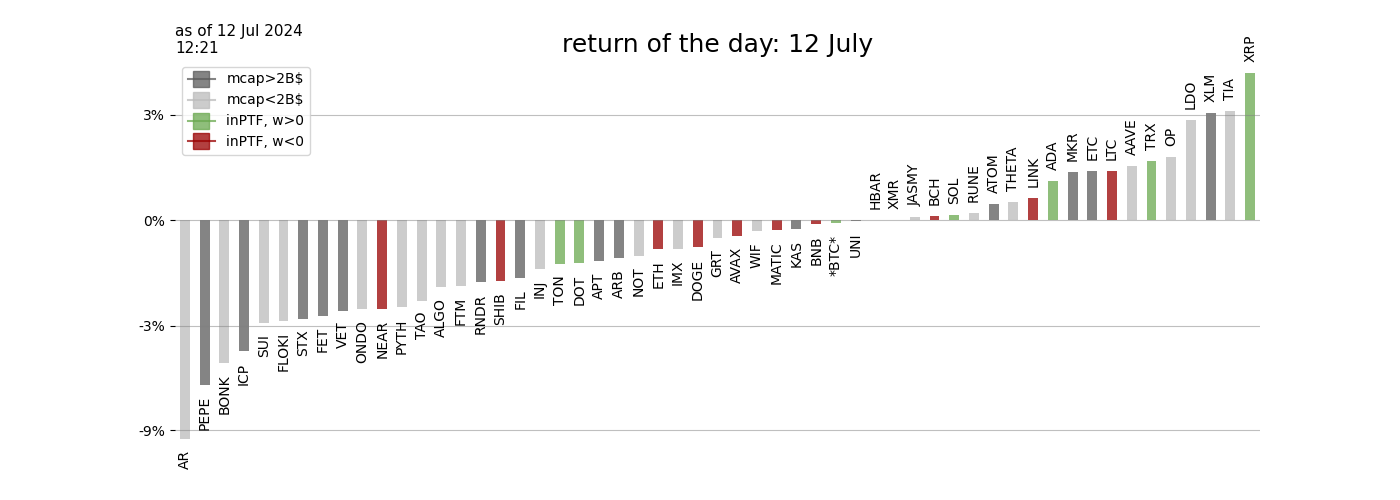 as of 12 Jul 2024
12:21
return of the day: 12 July
mcap>2B$
mcap<2B$
inPTF, w>0
inPTF, w<0
3%
0%
-3%
-9%
AR
PEPE
BONK
ICP
SUI
FLOKI
STX
FET
VET
ONDO
NEAR
PYTH
TAO
ALGO
FTM
RNDR
SHIB
FIL
INJ
TON
DOT
APT
ARB
NOT
ETH
IMX
DOGE
GRT
AVAX
WIF
MATIC
KAS
BNB
*BTC*
UNI
HBAR
XMR
JASMY
BCH
SOL
RUNE
ATOM
THETA
LINK
ADA
MKR
ETC
LTC
AAVE
TRX
OP
LDO
XLM
TIA
XRP